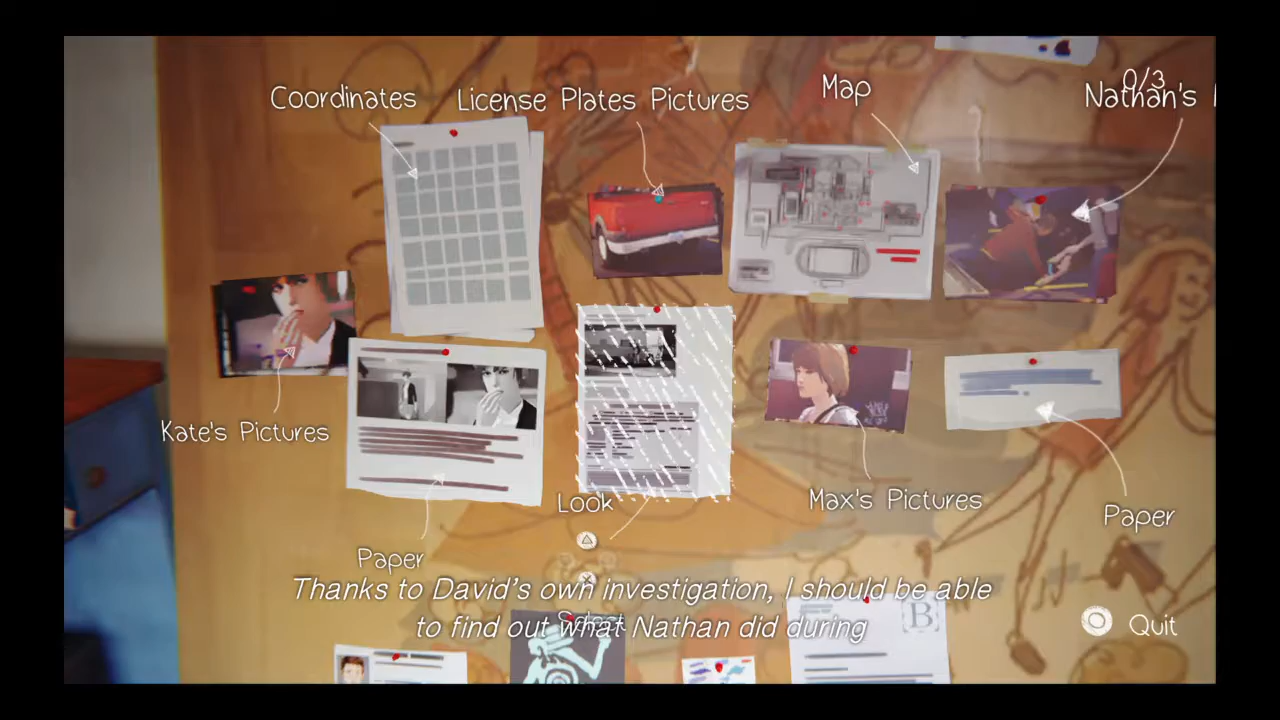 0/3
Coordinates
License Plates Pictures
Map
Nathan's
Kate's Pictures
Look
Max's Pictures
Paper
Paper
Thanks to David's own investigation, I should be able
Select
to find out what Nathan did during
B
Quit